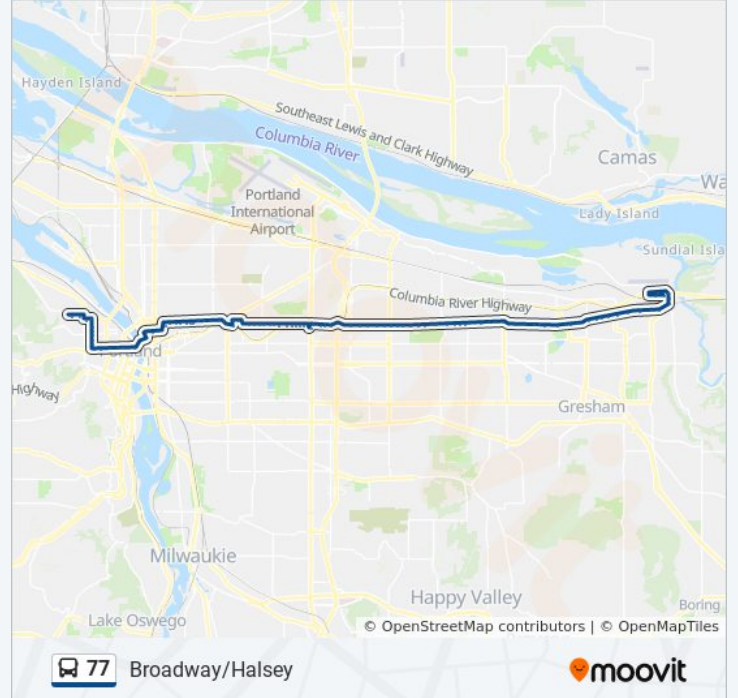 Hayden Island
Southeast Lewis and Clark Highway
Columbia River
Camas
Wa
Portland
International
Airport
Lady Island
Sundial Isla
Columbia River Highway
Portland
Highway
Gresham
Milwaukie
Happy Valley
Boring
Lake Oswego
© OpenStreetMap contributors | © OpenMapTiles
77 Broadway/Halsey
moovit